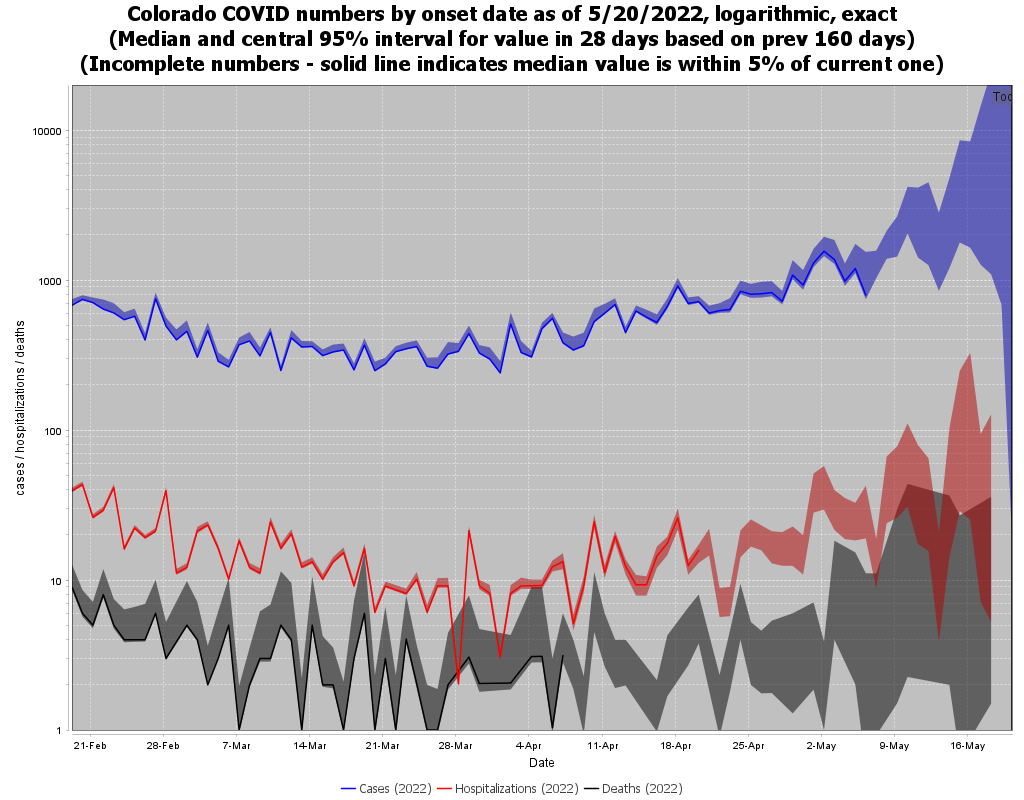 Colorado COVID numbers by onset date as of 5/20/2022, logarithmic, exact
(Median and central 95% interval for value in 28 days based on prev 160 days)
(Incomplete numbers - solid line indicates median value is within 5% of current one)
10000
1000
100
10
1
cases / hospitalizations / deaths
21-Feb 28-Feb 7-Mar 14-Mar 21-Mar 28-Mar 4-Apr 11-Apr 18-Apr 25-Apr 2-May 9-May 16-May
Date
Cases (2022) Hospitalizations (2022) Deaths (2022)